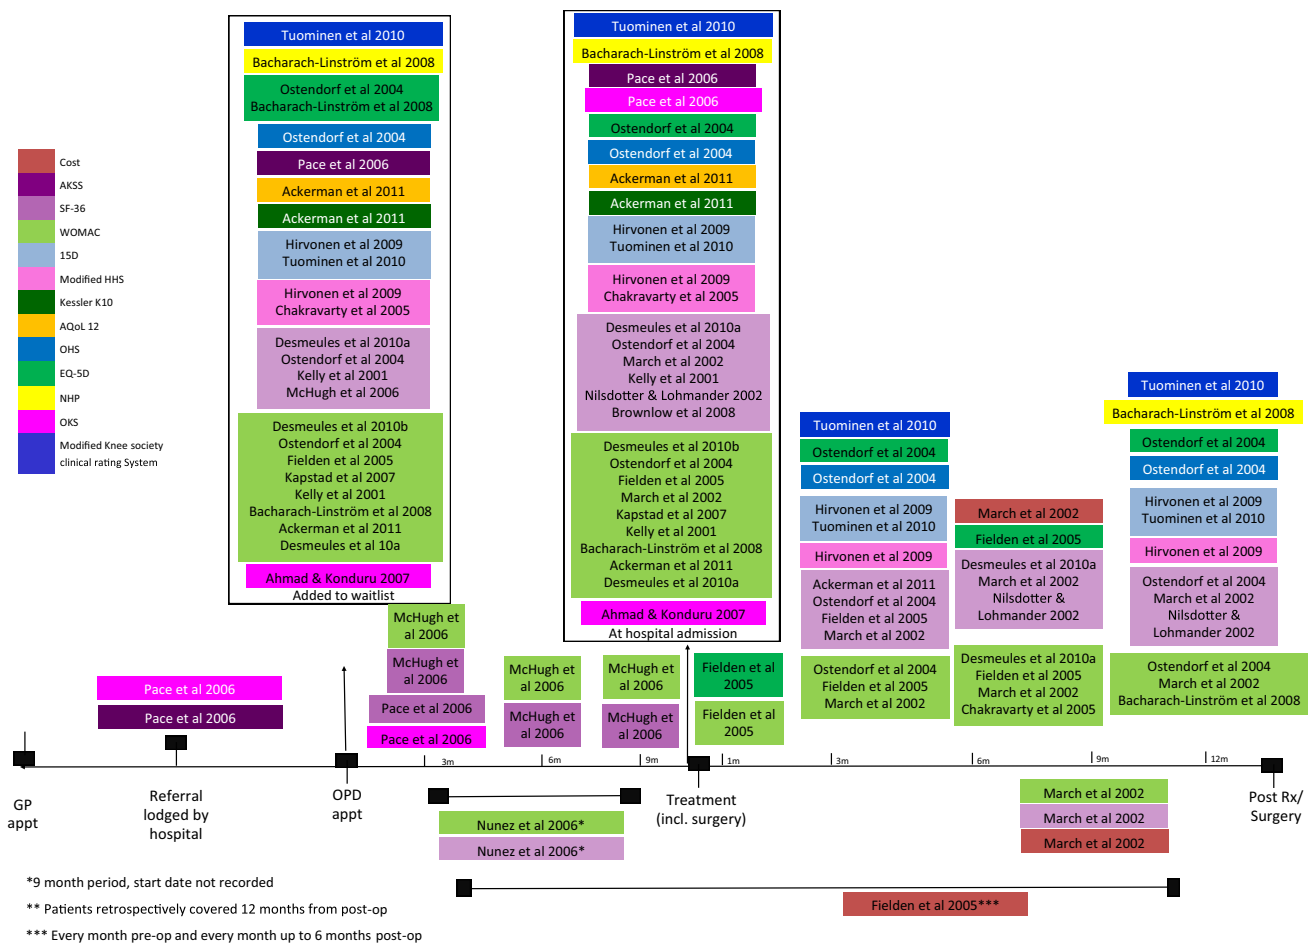 Cost
AKSS
SF-36
WOMAC
15D
Modified HHS
Kessler K10
AQoL 12
OHS
EQ-5D
NHP
OKS
Modified Knee society
clinical rating System
Tuominen et al 2010
Bacharach-Linström et al 2008
Ostendorf et al 2004
Bacharach-Linström et al 2008
Ostendorf et al 2004
Pace et al 2006
Ackerman et al 2011
Ackerman et al 2011
Hirvonen et al 2009
Tuominen et al 2010
Hirvonen et al 2009
Chakravarty et al 2005
Desmeules et al 2010a
Ostendorf et al 2004
Kelly et al 2001
McHugh et al 2006
Desmeules et al 2010b
Ostendorf et al 2004
Fielden et al 2005
Kapstad et al 2007
Kelly et al 2001
Bacharach-Linström et al 2008
Ackerman et al 2011
Desmeules et al 10a
Ahmad & Konduru 2007
Added to waitlist
Tuominen et al 2010
Bacharach-Linström et al 2008
Pace et al 2006
Pace et al 2006
Ostendorf et al 2004
Ostendorf et al 2004
Ackerman et al 2011
Ackerman et al 2011
Hirvonen et al 2009
Tuominen et al 2010
Hirvonen et al 2009
Chakravarty et al 2005
Desmeules et al 2010a
Ostendorf et al 2004
March et al 2002
Kelly et al 2001
Nilsdotter & Lohmander 2002
Brownlow et al 2008
Desmeules et al 2010b
Ostendorf et al 2004
Fielden et al 2005
March et al 2002
Kapstad et al 2007
Kelly et al 2001
Bacharach-Linström et al 2008
Ackerman et al 2011
Desmeules et al 2010a
Ahmad & Konduru 2007
At hospital admission
Pace et al 2006
Pace et al 2006
McHugh et
al 2006
McHugh et
al 2006
Pace et al 2006
Pace et al 2006
McHugh et
al 2006
McHugh et
al 2006
McHugh et
al 2006
McHugh et
al 2006
Fielden et al
2005
Fielden et al
2005
Tuominen et al 2010
Ostendorf et al 2004
Ostendorf et al 2004
Hirvonen et al 2009
Tuominen et al 2010
Hirvonen et al 2009
Ackerman et al 2011
Ostendorf et al 2004
Fielden et al 2005
March et al 2002
Ostendorf et al 2004
Fielden et al 2005
March et al 2002
March et al 2002
Fielden et al 2005
Desmeules et al 2010a
March et al 2002
Nilsdotter &
Lohmander 2002
Desmeules et al 2010a
Fielden et al 2005
March et al 2002
Chakravarty et al 2005
Tuominen et al 2010
Bacharach-Linström et al 2008
Ostendorf et al 2004
Ostendorf et al 2004
Hirvonen et al 2009
Tuominen et al 2010
Hirvonen et al 2009
Ostendorf et al 2004
March et al 2002
Nilsdotter &
Lohmander 2002
Ostendorf et al 2004
March et al 2002
Bacharach-Linström et al 2008
3m
6m
9m
1m
3m
6m
9m
12m
GP
appt
Referral
lodged by
hospital
OPD
appt
Treatment
(incl. surgery)
Post Rx/
Surgery
Nunez et al 2006*
Nunez et al 2006*
March et al 2002
March et al 2002
March et al 2002
Fielden et al 2005***
*9 month period, start date not recorded
** Patients retrospectively covered 12 months from post-op
*** Every month pre-op and every month up to 6 months post-op